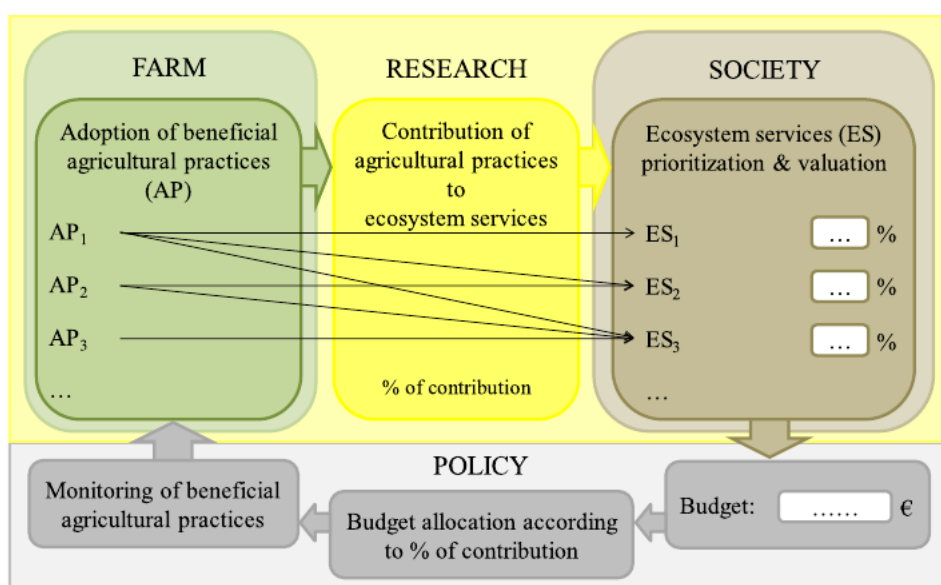 FARM
Adoption of beneficial
agricultural practices
(AP)
AP₁
AP₂
AP₃
…
RESEARCH
Contribution of
agricultural practices
to
ecosystem services
% of contribution
SOCIETY
Ecosystem services (ES)
prioritization & valuation
ES₁ … %
ES₂ … %
ES₃ … %
…
POLICY
Monitoring of beneficial
agricultural practices
Budget allocation according
to % of contribution
Budget: …… €